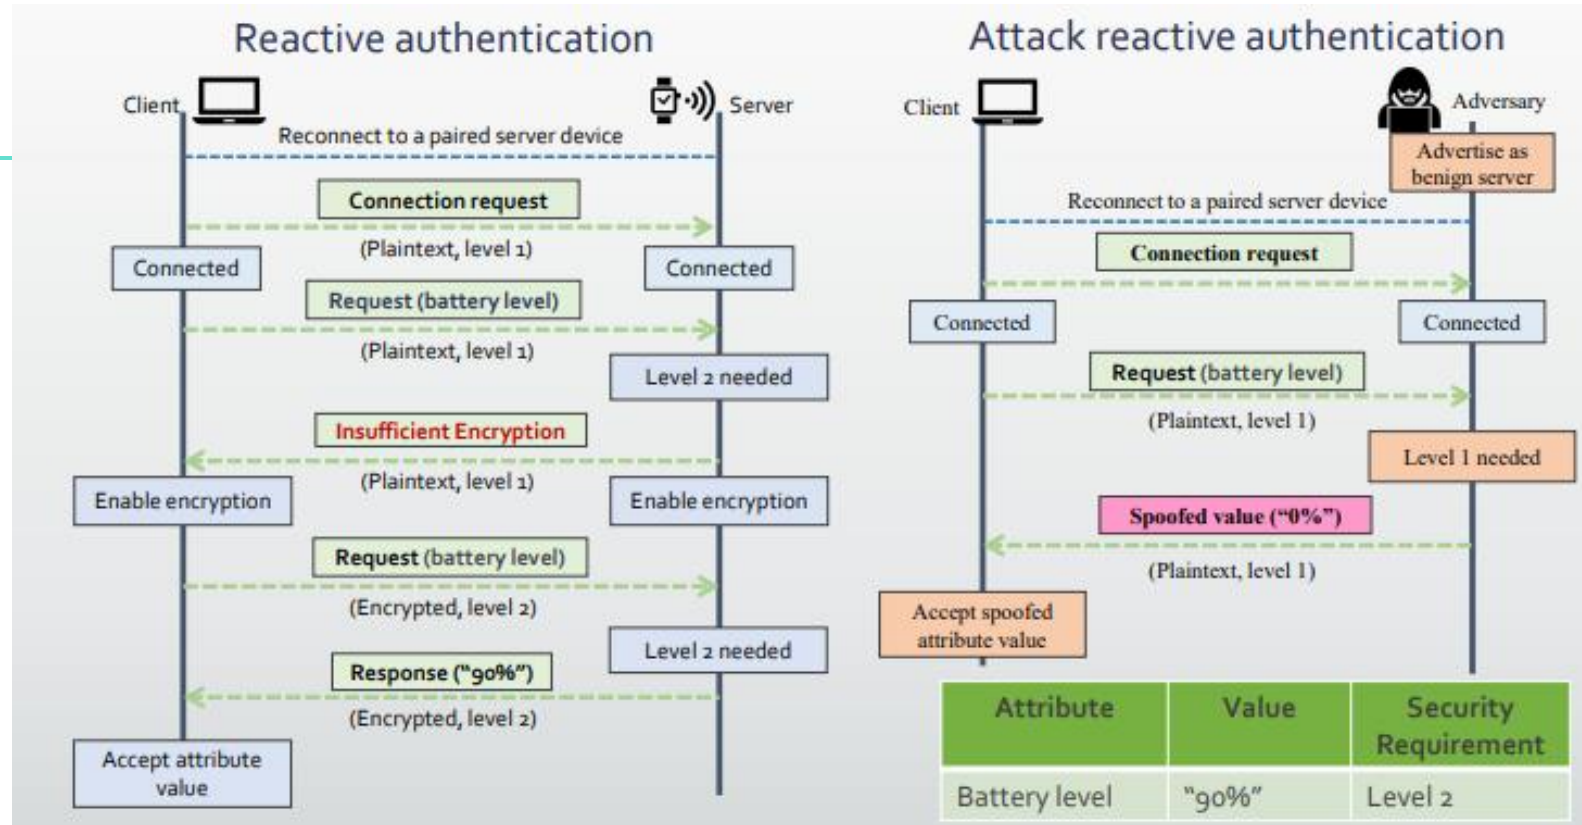 Reactive authentication
Client
Server
Reconnect to a paired server device
Connection request
(Plaintext, level 1)
Connected
Connected
Request (battery level)
(Plaintext, level 1)
Level 2 needed
Insufficient Encryption
(Plaintext, level 1)
Enable encryption
Enable encryption
Request (battery level)
(Encrypted, level 2)
Level 2 needed
Response (“90%”)
(Encrypted, level 2)
Accept attribute
value
Attack reactive authentication
Client
Adversary
Advertise as
benign server
Reconnect to a paired server device
Connection request
Connected
Connected
Request (battery level)
(Plaintext, level 1)
Level 1 needed
Spoofed value (“0%”)
(Plaintext, level 1)
Accept spoofed
attribute value
Attribute Value Security
Requirement
Battery level “90%” Level 2